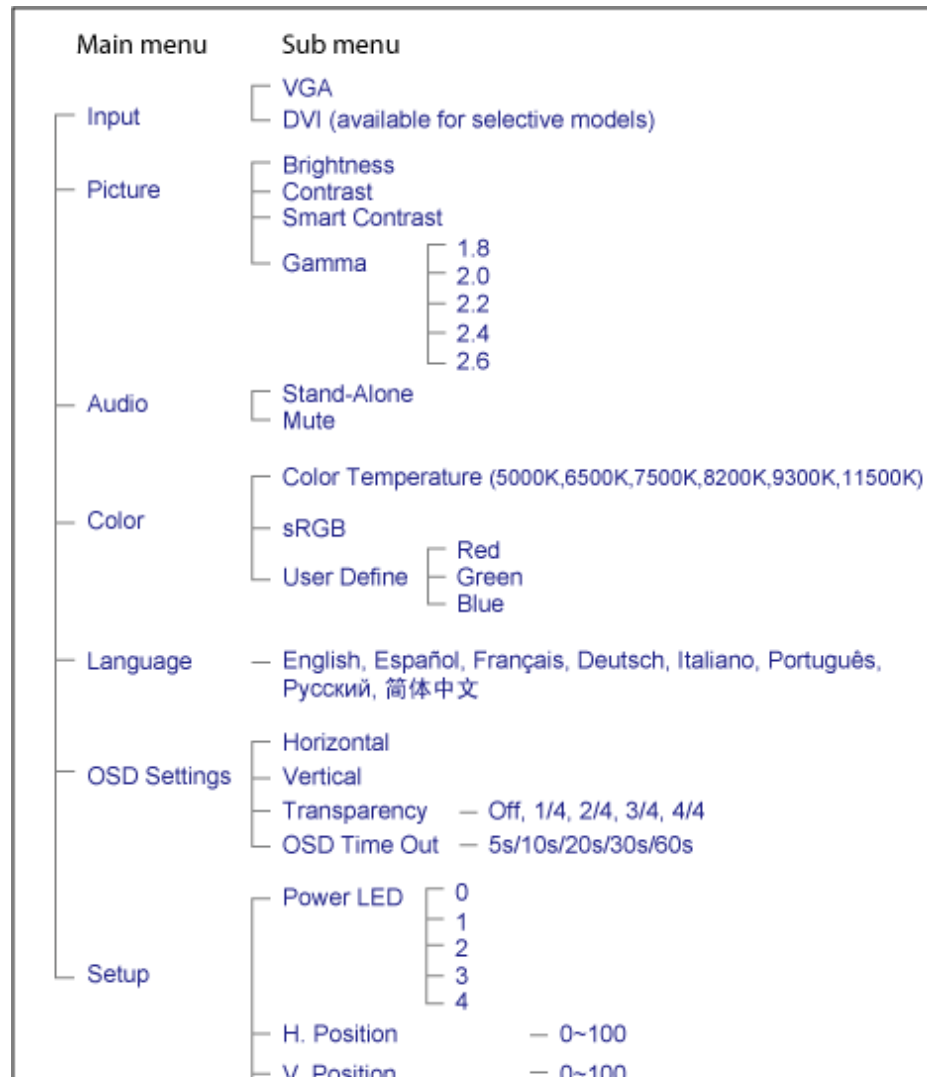 Main menu Sub menu
VGA
Input DVI (available for selective models)
Brightness
Picture Contrast
Smart Contrast
Gamma 1.8
2.0
2.2
2.4
2.6
Audio Stand-Alone
Mute
Color Temperature (5000K,6500K,7500K,8200K,9300K,11500K)
Color sRGB
User Define Red
Green
Blue
Language English, Español, Français, Deutsch, Italiano, Português,
Русский, 简体中文
Horizontal
OSD Settings Vertical
Transparency Off, 1/4, 2/4, 3/4, 4/4
OSD Time Out 5s/10s/20s/30s/60s
Power LED 0
1
2
Setup 3
4
H. Position 0~100
V. Position 0~100